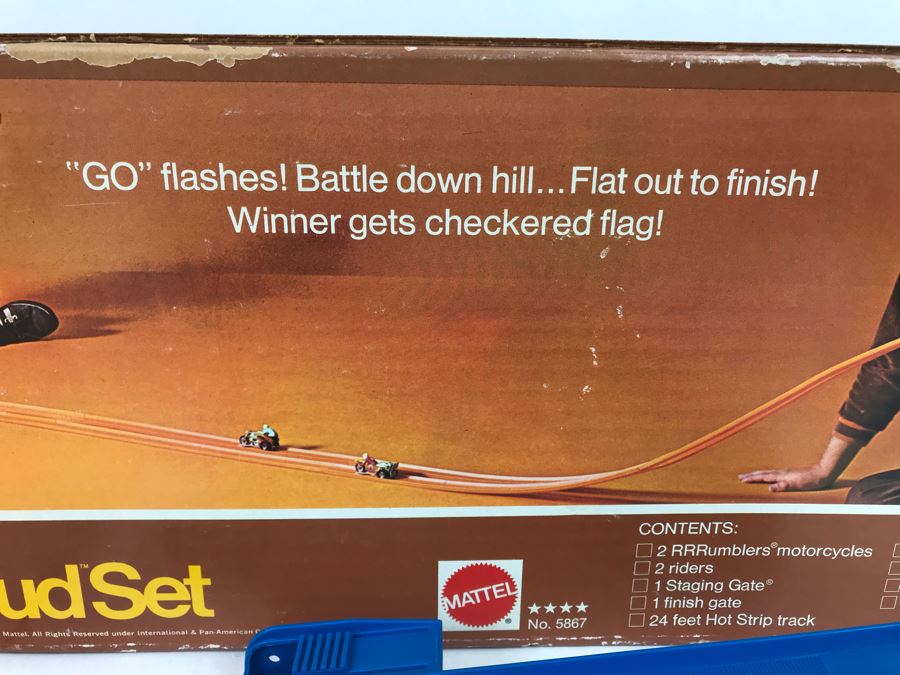 "GO" flashes! Battle down hill...Flat out to finish!
Winner gets checkered flag!
ud™Set
Mattel. All Rights Reserved under International & Pan-American
MATTEL®
★★★★
No. 5867
CONTENTS:
☐ 2 RRRumblers® motorcycles
☐ 2 riders
☐ 1 Staging Gate®
☐ 1 finish gate
☐ 24 feet Hot Strip track